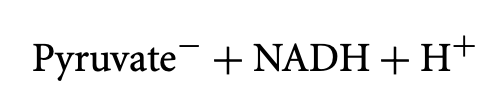 Pyruvate⁻ + NADH + H⁺